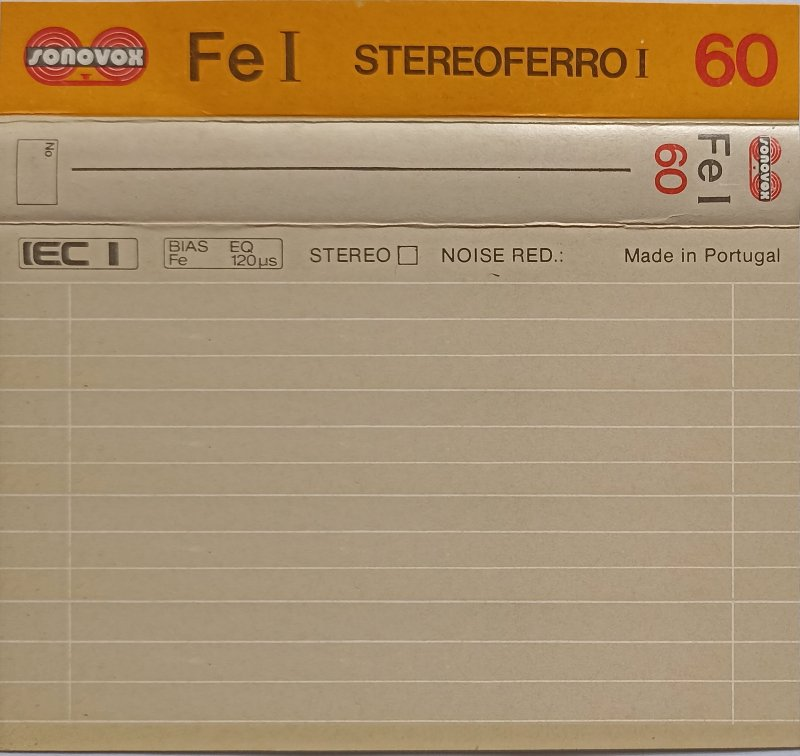 sonovox Fe I STEREOFERRO I 60
No
60
Fe I
sonovox
IEC I BIAS EQ STEREO NOISE RED.: Made in Portugal
Fe 120µs